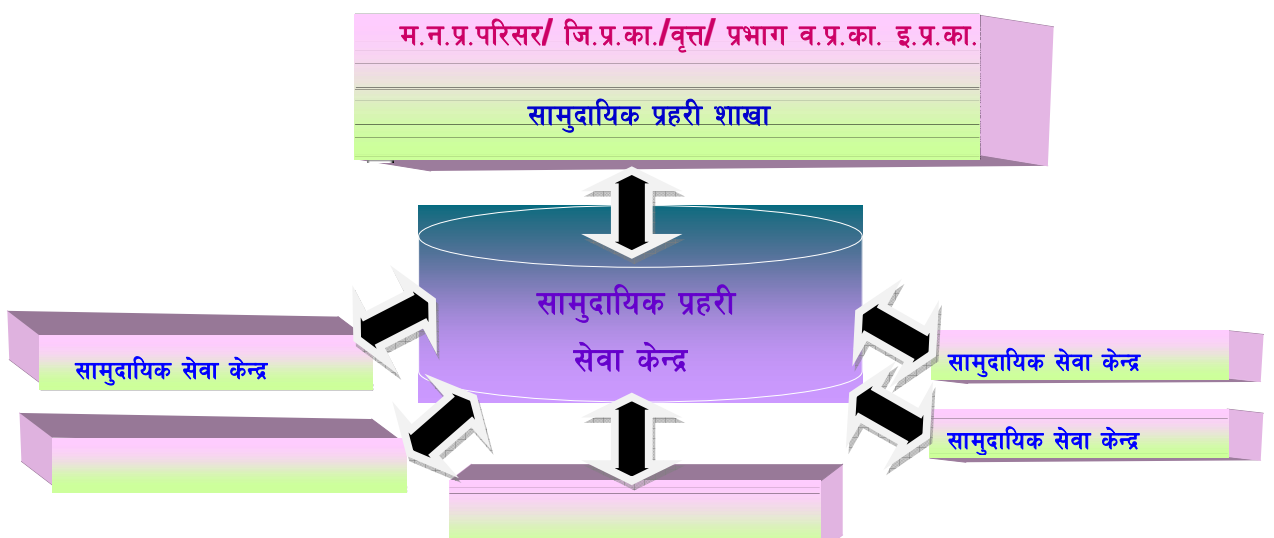 म.न.प्र.परिसर/ जि.प्र.का./वृत्त/ प्रभाग व.प्र.का. इ.प्र.का.
सामुदायिक प्रहरी शाखा
सामुदायिक प्रहरी
सेवा केन्द्र
सामुदायिक सेवा केन्द्र
सामुदायिक सेवा केन्द्र
सामुदायिक सेवा केन्द्र